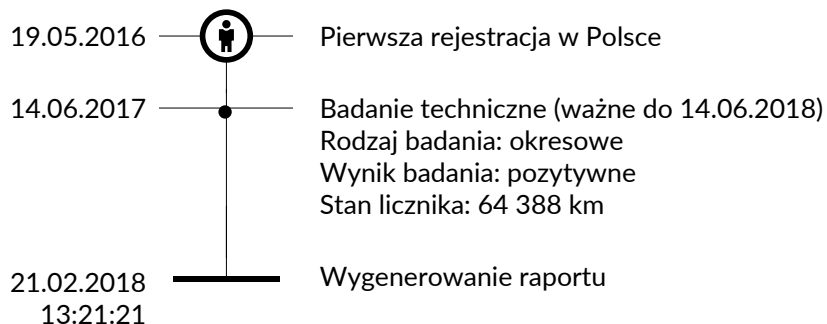 19.05.2016 Pierwsza rejestracja w Polsce
14.06.2017 Badanie techniczne (ważne do 14.06.2018)
Rodzaj badania: okresowe
Wynik badania: pozytywne
Stan licznika: 64 388 km
21.02.2018 Wygenerowanie raportu
13:21:21